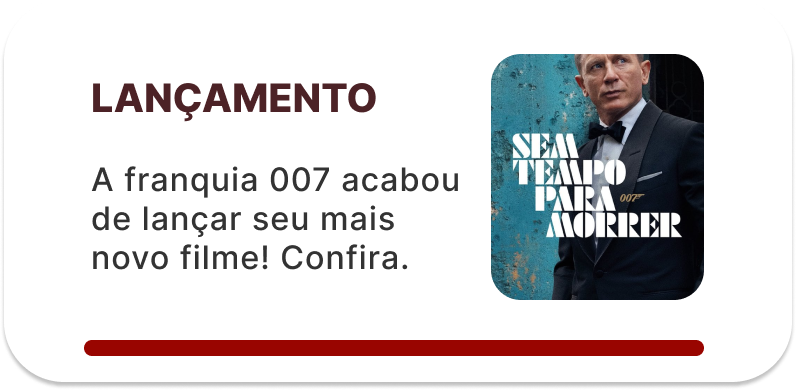 LANÇAMENTO
A franquia 007 acabou
de lançar seu mais
novo filme! Confira.
SEM
TEMPO
PARA
007
MORRER